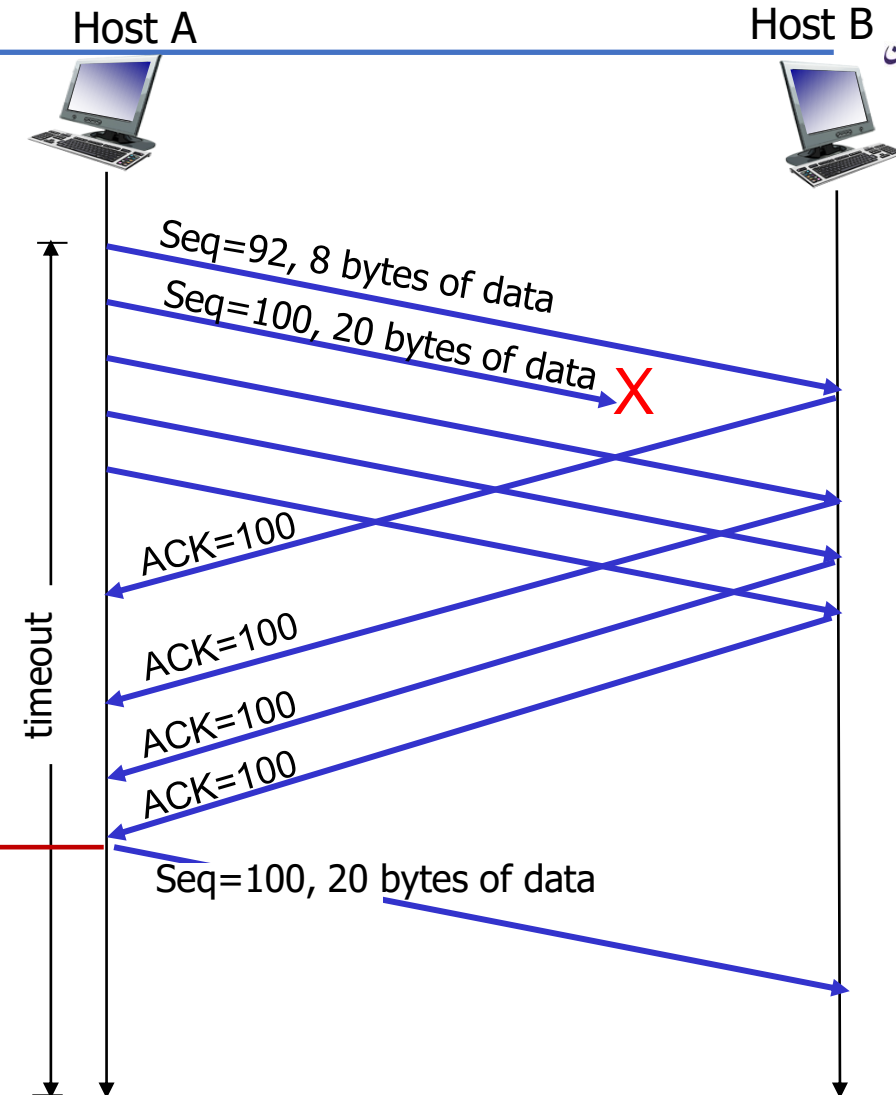 Host A
Host B
Seq=92, 8 bytes of data
Seq=100, 20 bytes of data
X
ACK=100
timeout
ACK=100
ACK=100
ACK=100
Seq=100, 20 bytes of data